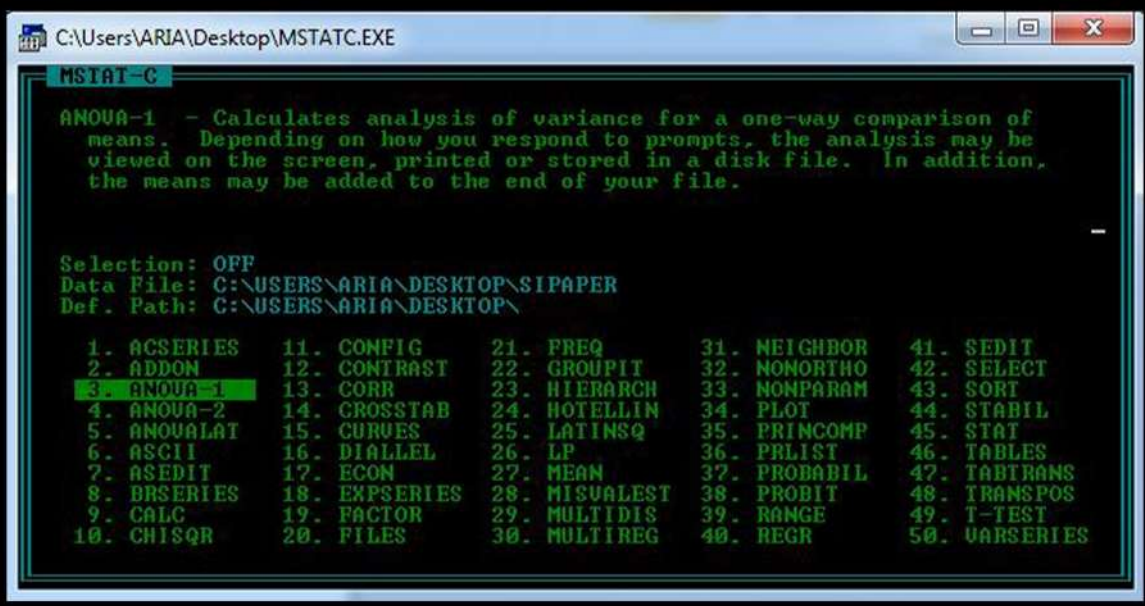 C:\Users\ARIA\Desktop\MSTATC.EXE
MSTAT-C
ANOVA-1 - Calculates analysis of variance for a one-way comparison of
means. Depending on how you respond to prompts, the analysis may be
viewed on the screen, printed or stored in a disk file. In addition,
the means may be added to the end of your file.
Selection: OFF
Data File: C:\USERS\ARIA\DESKTOP\SIPAPER
Def. Path: C:\USERS\ARIA\DESKTOP\
1. ACSERIES 11. CONFIG 21. FREQ 31. NEIGHBOR 41. SEDIT
2. ADDON 12. CONTRAST 22. GROUPIT 32. NONORTHO 42. SELECT
3. ANOVA-1 13. CORR 23. HIERARCH 33. NONPARAM 43. SORT
4. ANOVA-2 14. CROSSTAB 24. HOTELLIN 34. PLOT 44. STABIL
5. ANOVALAT 15. CURVES 25. LATINSQ 35. PRINCOMP 45. STAT
6. ASCII 16. DIALLEL 26. LP 36. PRLIST 46. TABLES
7. ASEDIT 17. ECON 27. MEAN 37. PROBABIL 47. TABTRANS
8. BRSERIES 18. EXPSERIES 28. MISVALEST 38. PROBIT 48. TRANSPOS
9. CALC 19. FACTOR 29. MULTIDIS 39. RANGE 49. T-TEST
10. CHISQR 20. FILES 30. MULTIREG 40. REGR 50. VARSERIES